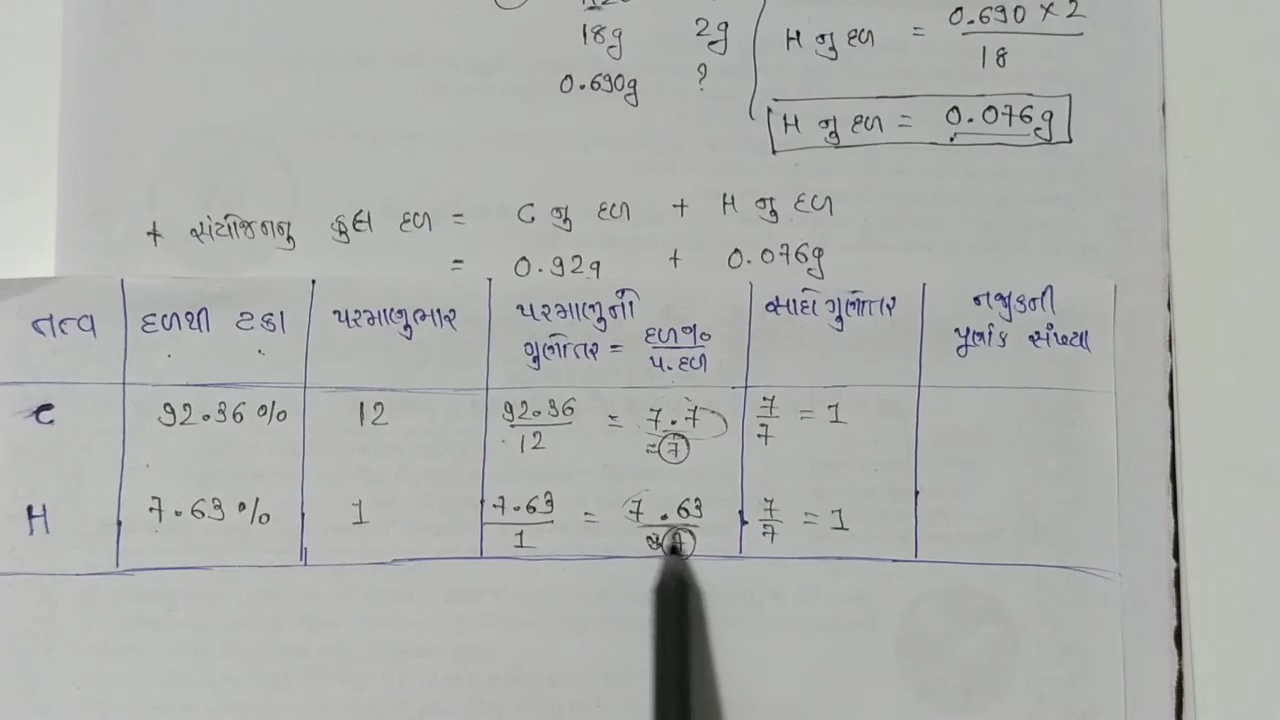 18g 2g
0.690g ?
H નુ દળ = 0.690 × 2 / 18
H નુ દળ = 0.076g
+ સંયોજનનુ કુલ દળ = C નુ દળ + H નુ દળ
= 0.92g + 0.076g
તત્વ દળથી ટકા પરમાણુભાર પરમાણુની ગુણોત્તર = દળ% / પ.દળ સાદો ગુણોત્તર નજીકની પૂર્ણાંક સંખ્યા
C 92.36% 12 92.36 / 12 = 7.7 ≈ 7 7/7 = 1
H 7.63% 1 7.63 / 1 = 7.63 ≈ 7 7/7 = 1